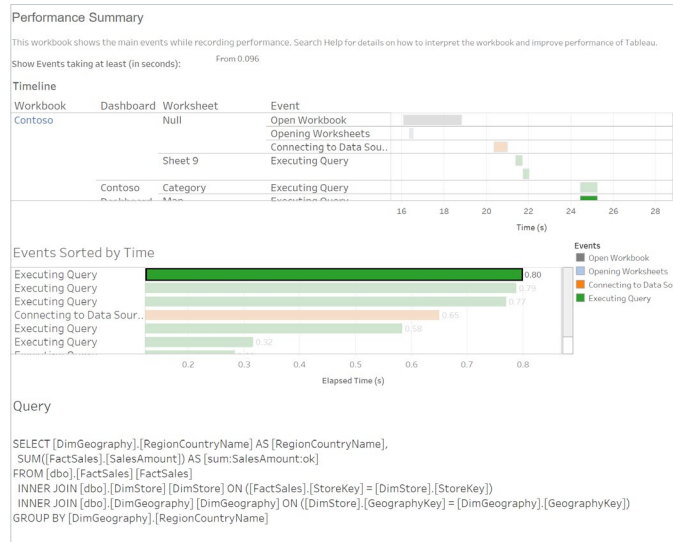 Performance Summary
This workbook shows the main events while recording performance. Search Help for details on how to interpret the workbook and improve performance of Tableau.
Show Events taking at least (in seconds): From 0.096
Timeline
Workbook Dashboard Worksheet Event
Contoso Null Open Workbook
Opening Worksheets
Connecting to Data Sou..
Sheet 9 Executing Query
Contoso Category Executing Query
16 18 20 22 24 26 28
Time (s)
Events Sorted by Time
Executing Query 0.80
Executing Query 0.79
Executing Query 0.77
Connecting to Data Sour.. 0.65
Executing Query 0.58
Executing Query 0.32
0.2 0.3 0.4 0.5 0.6 0.7 0.8
Elapsed Time (s)
Events
Open Workbook
Opening Worksheets
Connecting to Data So
Executing Query
Query
SELECT [DimGeography].[RegionCountryName] AS [RegionCountryName],
SUM([FactSales].[SalesAmount]) AS [sum:SalesAmount:ok]
FROM [dbo].[FactSales] [FactSales]
INNER JOIN [dbo].[DimStore] [DimStore] ON ([FactSales].[StoreKey] = [DimStore].[StoreKey])
INNER JOIN [dbo].[DimGeography] [DimGeography] ON ([DimStore].[GeographyKey] = [DimGeography].[GeographyKey])
GROUP BY [DimGeography].[RegionCountryName]